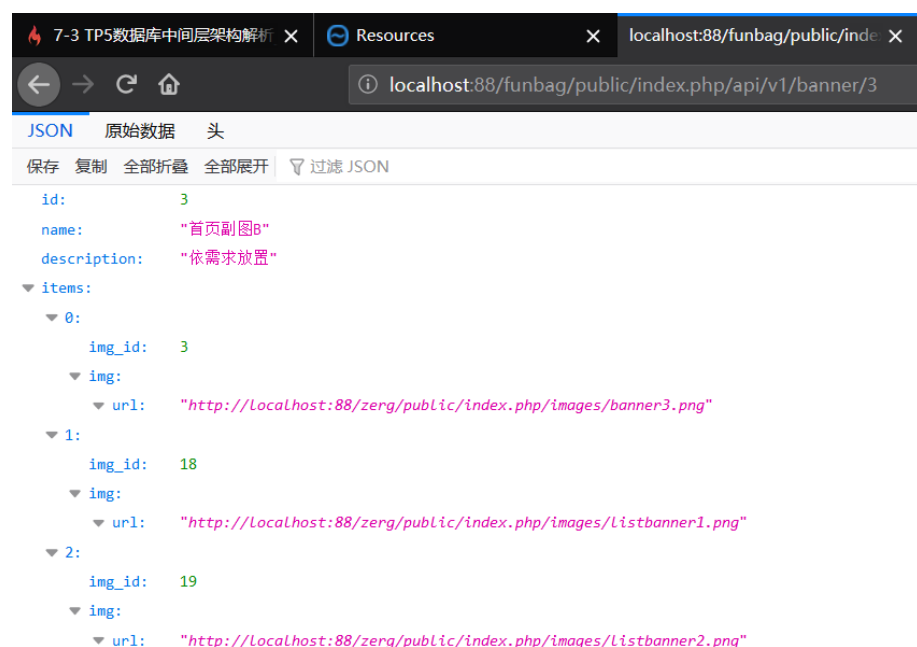 7-3 TP5数据库中间层架构解析
Resources
localhost:88/funbag/public/inde
localhost:88/funbag/public/index.php/api/v1/banner/3
JSON 原始数据 头
保存 复制 全部折叠 全部展开 过滤 JSON
id: 3
name: "首页副图B"
description: "依需求放置"
items:
0:
img_id: 3
img:
url: "http://localhost:88/zerg/public/index.php/images/banner3.png"
1:
img_id: 18
img:
url: "http://localhost:88/zerg/public/index.php/images/listbanner1.png"
2:
img_id: 19
img:
url: "http://localhost:88/zerg/public/index.php/images/listbanner2.png"